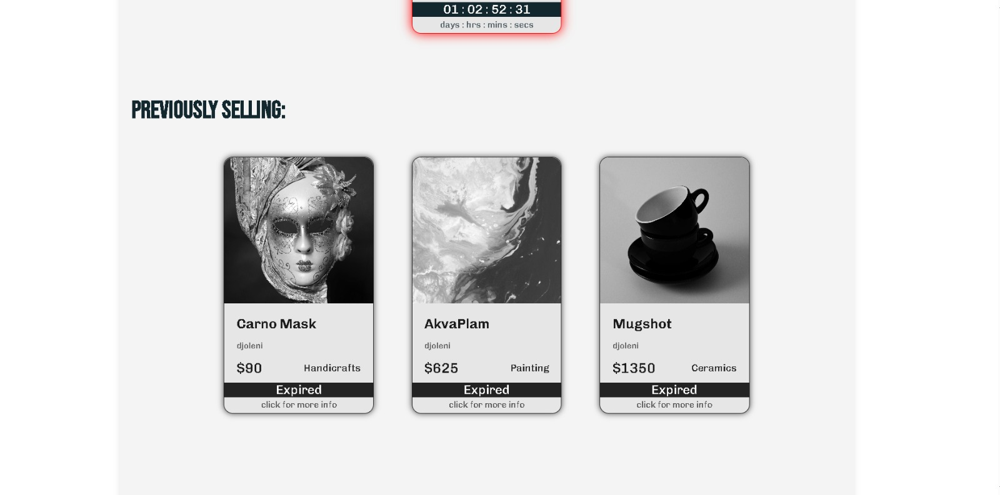 01 : 02 : 52 : 31
days : hrs : mins : secs
PREVIOUSLY SELLING:
Carno Mask
djoleni
$90 Handicrafts
Expired
click for more info
AkvaPlam
djoleni
$625 Painting
Expired
click for more info
Mugshot
djoleni
$1350 Ceramics
Expired
click for more info